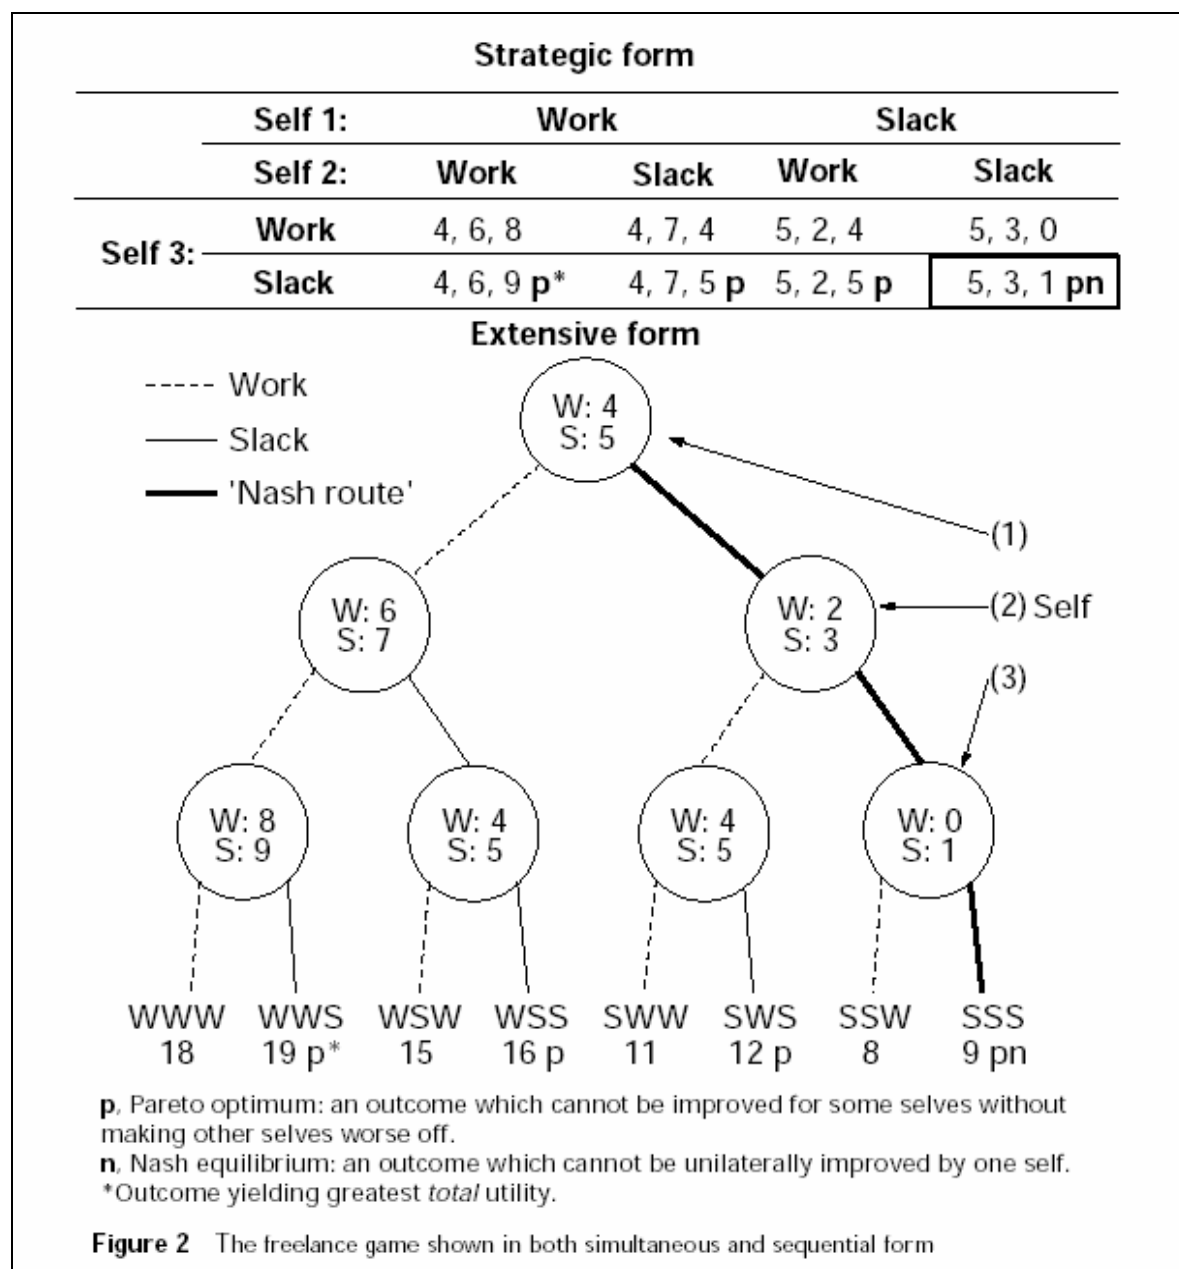 Strategic form
Self 1: Work Slack
Self 2: Work Slack Work Slack
Self 3: Work 4, 6, 8 4, 7, 4 5, 2, 4 5, 3, 0
Slack 4, 6, 9 p* 4, 7, 5 p 5, 2, 5 p 5, 3, 1 pn
Extensive form
Work
Slack
'Nash route'
W: 4
S: 5
(1)
W: 6
S: 7
W: 2
S: 3
(2) Self
(3)
W: 8
S: 9
W: 4
S: 5
W: 4
S: 5
W: 0
S: 1
WWW WWS WSW WSS SWW SWS SSW SSS
18 19 p* 15 16 p 11 12 p 8 9 pn
p, Pareto optimum: an outcome which cannot be improved for some selves without
making other selves worse off.
n, Nash equilibrium: an outcome which cannot be unilaterally improved by one self.
*Outcome yielding greatest total utility.
Figure 2 The freelance game shown in both simultaneous and sequential form